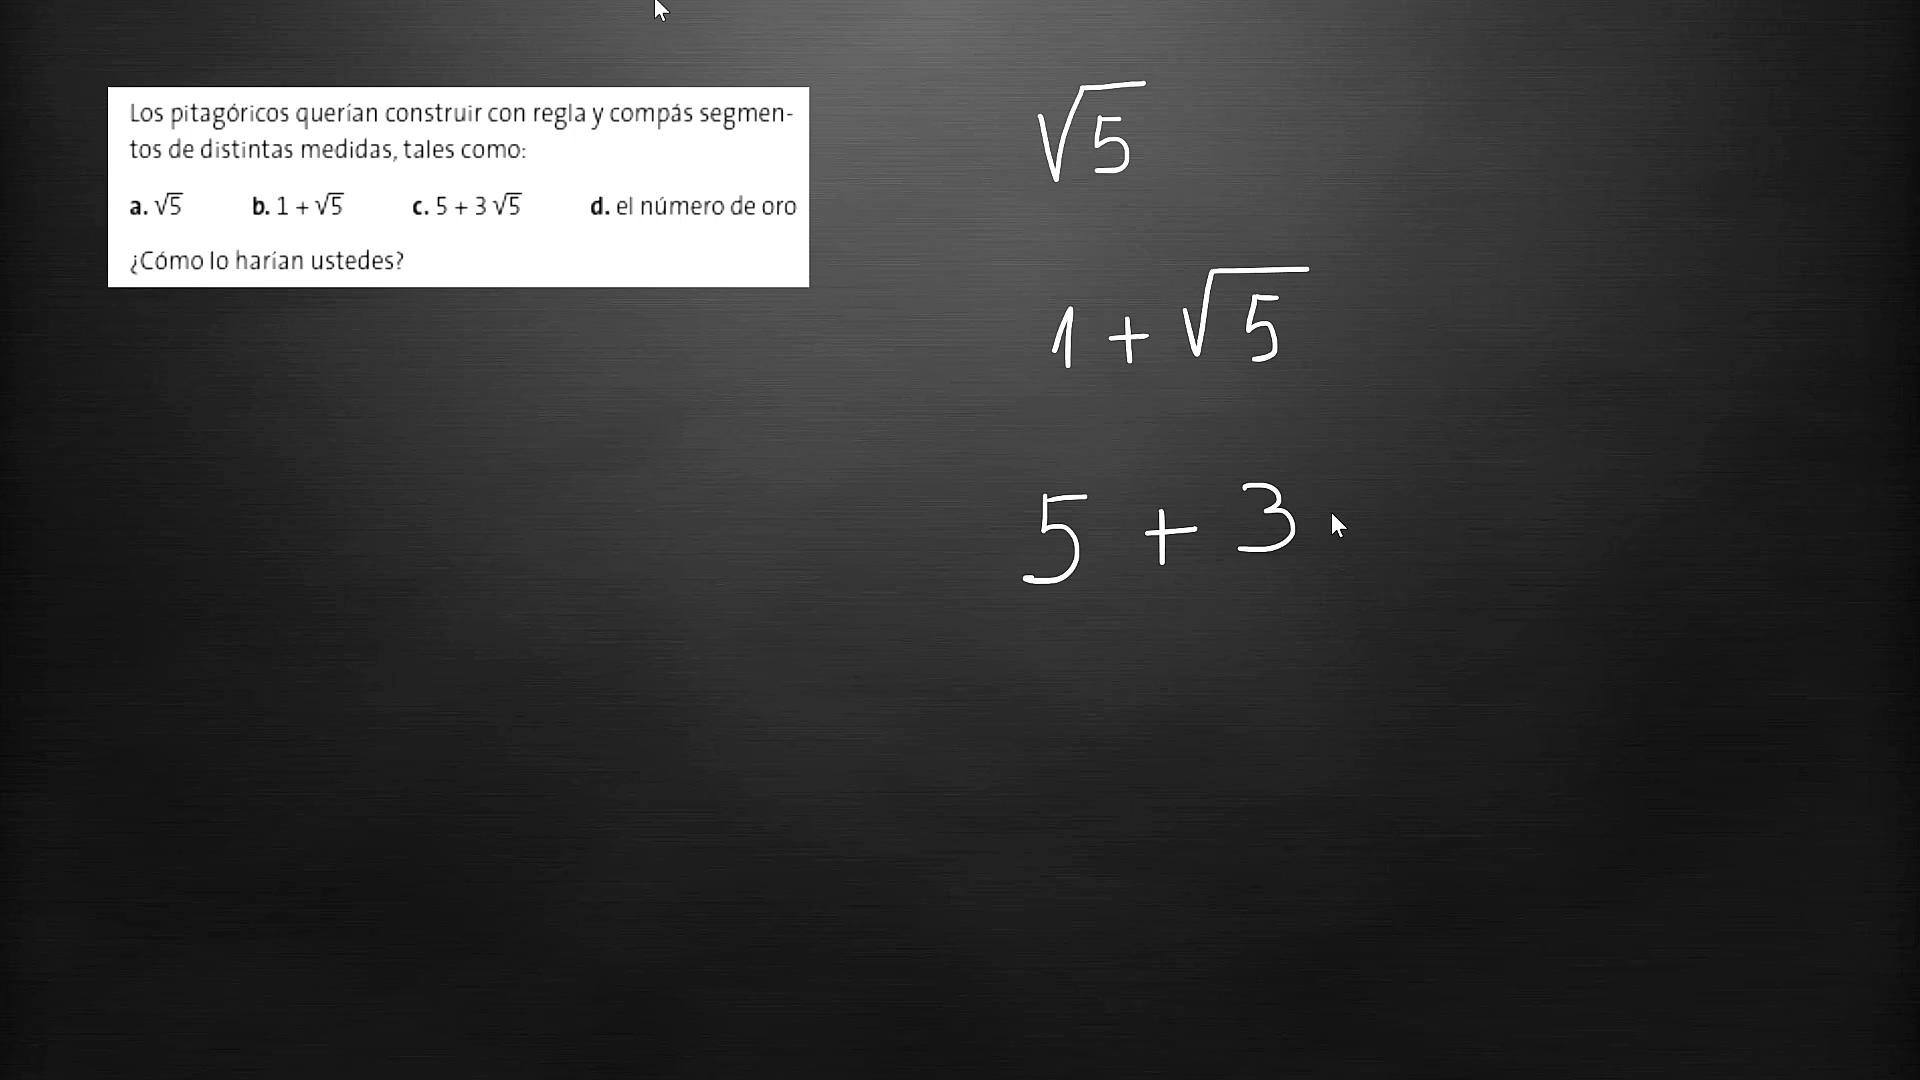 Los pitagóricos querían construir con regla y compás segmen-
tos de distintas medidas, tales como:
a. √5 b. 1 + √5 c. 5 + 3 √5 d. el número de oro
¿Cómo lo harían ustedes?
√5
1 + √5
5 + 3